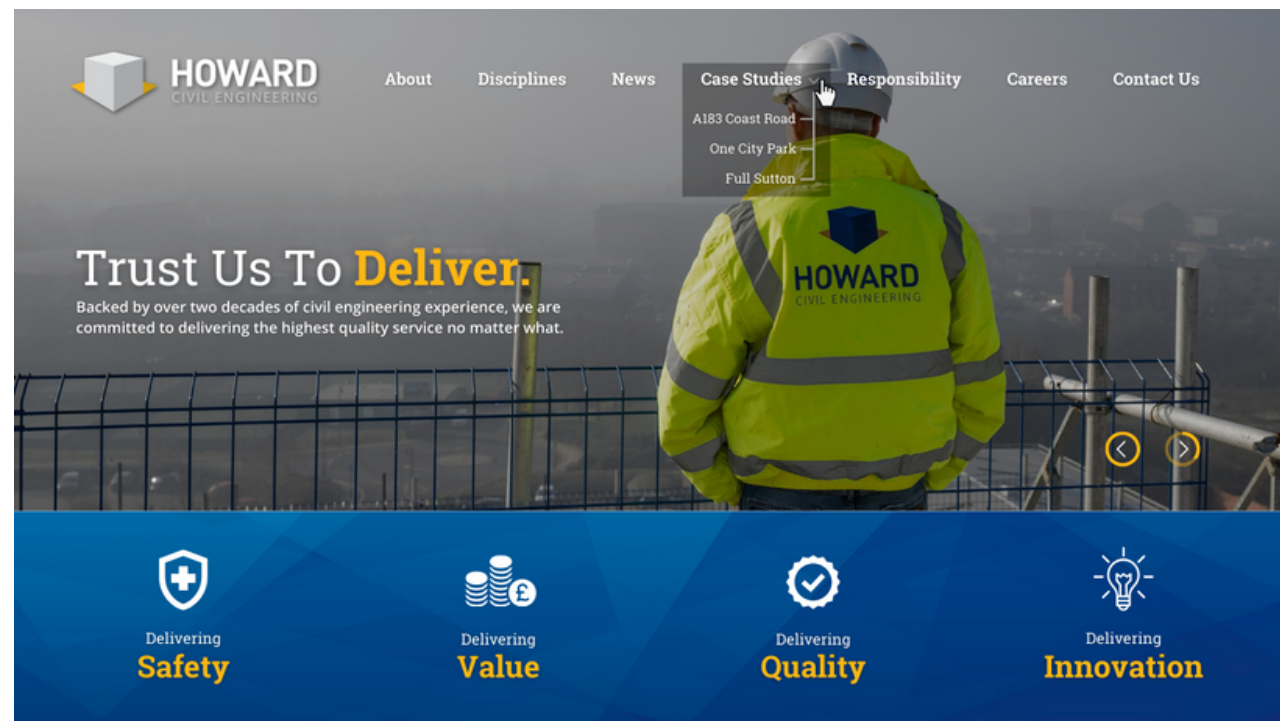 HOWARD
CIVIL ENGINEERING
About
Disciplines
News
Case Studies
Responsibility
Careers
Contact Us
A183 Coast Road
One City Park
Full Sutton
HOWARD
CIVIL ENGINEERING
Trust Us To Deliver.
Backed by over two decades of civil engineering experience, we are
committed to delivering the highest quality service no matter what.
£
Delivering
Safety
Delivering
Value
Delivering
Quality
Delivering
Innovation